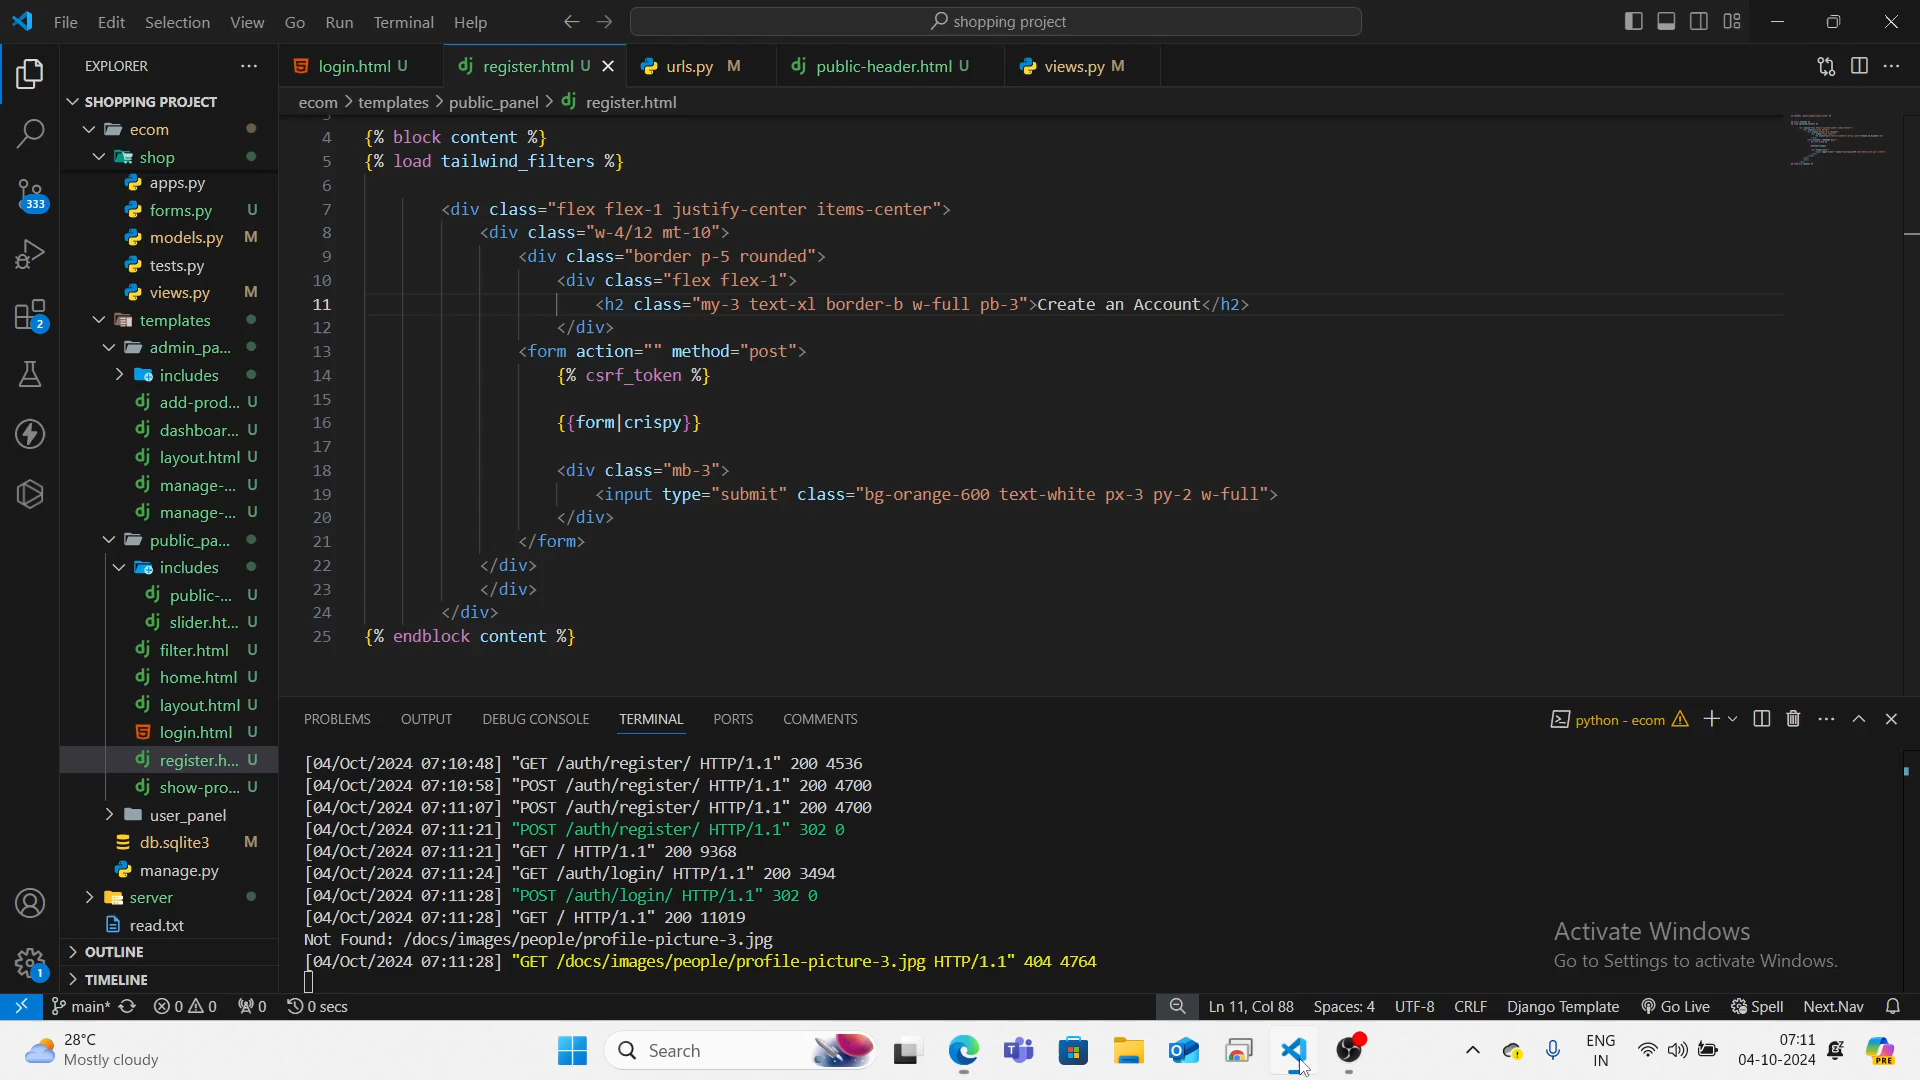 File Edit Selection View Go Run Terminal Help
shopping project
EXPLORER
login.html U
register.html U
urls.py M
public-header.html U
views.py M
SHOPPING PROJECT
ecom > templates > public_panel > register.html
ecom
shop
apps.py
forms.py U
models.py M
tests.py
views.py M
templates
admin_pa...
includes
add-prod... U
dashboar... U
layout.html U
manage-... U
manage-... U
public_pa...
includes
public-... U
slider.ht... U
filter.html U
home.html U
layout.html U
login.html U
register.h... U
show-pro... U
user_panel
db.sqlite3 M
manage.py
server
read.txt
OUTLINE
TIMELINE
333
2
1
4 {% block content %}
5 {% load tailwind_filters %}
6
7 <div class="flex flex-1 justify-center items-center">
8 <div class="w-4/12 mt-10">
9 <div class="border p-5 rounded">
10 <div class="flex flex-1">
11 <h2 class="my-3 text-xl border-b w-full pb-3">Create an Account</h2>
12 </div>
13 <form action="" method="post">
14 {% csrf_token %}
15
16 {{form|crispy}}
17
18 <div class="mb-3">
19 <input type="submit" class="bg-orange-600 text-white px-3 py-2 w-full">
20 </div>
21 </form>
22 </div>
23 </div>
24 </div>
25 {% endblock content %}
PROBLEMS OUTPUT DEBUG CONSOLE TERMINAL PORTS COMMENTS
python - ecom
[04/Oct/2024 07:10:48] "GET /auth/register/ HTTP/1.1" 200 4536
[04/Oct/2024 07:10:58] "POST /auth/register/ HTTP/1.1" 200 4700
[04/Oct/2024 07:11:07] "POST /auth/register/ HTTP/1.1" 200 4700
[04/Oct/2024 07:11:21] "POST /auth/register/ HTTP/1.1" 302 0
[04/Oct/2024 07:11:21] "GET / HTTP/1.1" 200 9368
[04/Oct/2024 07:11:24] "GET /auth/login/ HTTP/1.1" 200 3494
[04/Oct/2024 07:11:28] "POST /auth/login/ HTTP/1.1" 302 0
[04/Oct/2024 07:11:28] "GET / HTTP/1.1" 200 11019
Not Found: /docs/images/people/profile-picture-3.jpg
[04/Oct/2024 07:11:28] "GET /docs/images/people/profile-picture-3.jpg HTTP/1.1" 404 4764
Activate Windows
Go to Settings to activate Windows.
main* 0 0 0 0 secs
Ln 11, Col 88 Spaces: 4 UTF-8 CRLF Django Template Go Live Spell Next.Nav
28°C
Mostly cloudy
Search
ENG
IN
07:11
04-10-2024
PRE